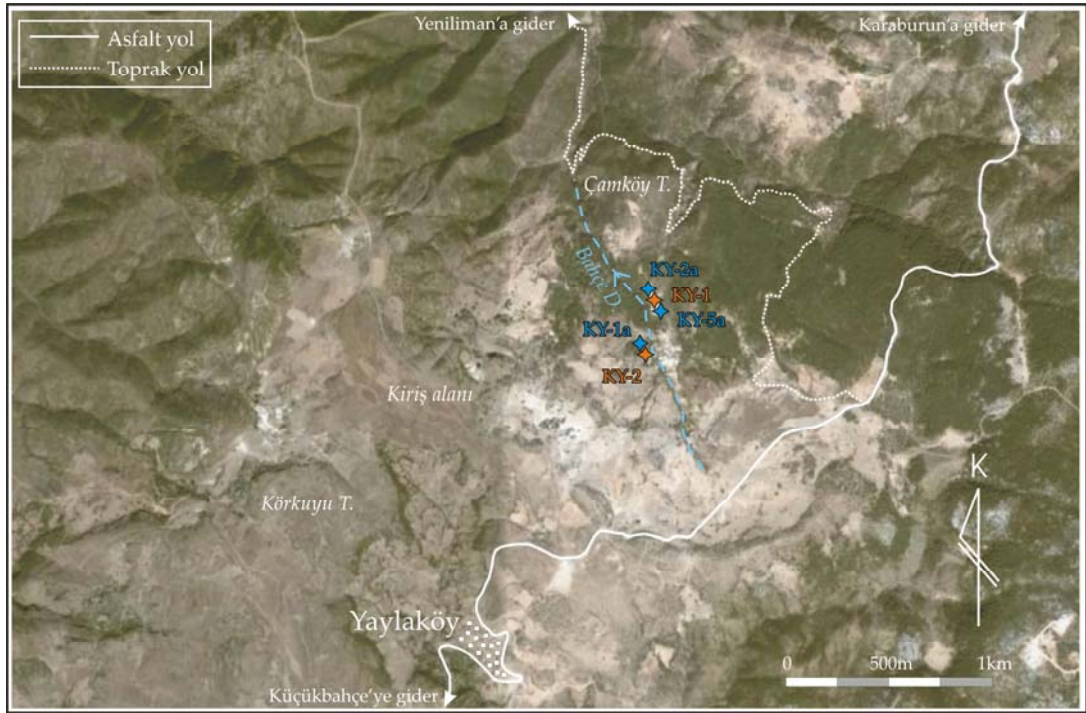 Yeniliman'a gider
Karaburun'a gider
Asfalt yol
Toprak yol
Çamköy T.
Bahçe D.
KY-2a
KY-1
KY-5a
KY-1a
KY-2
Kiriş alanı
Körkuyu T.
K
Yaylaköy
0 500m 1km
Küçükbahçe'ye gider